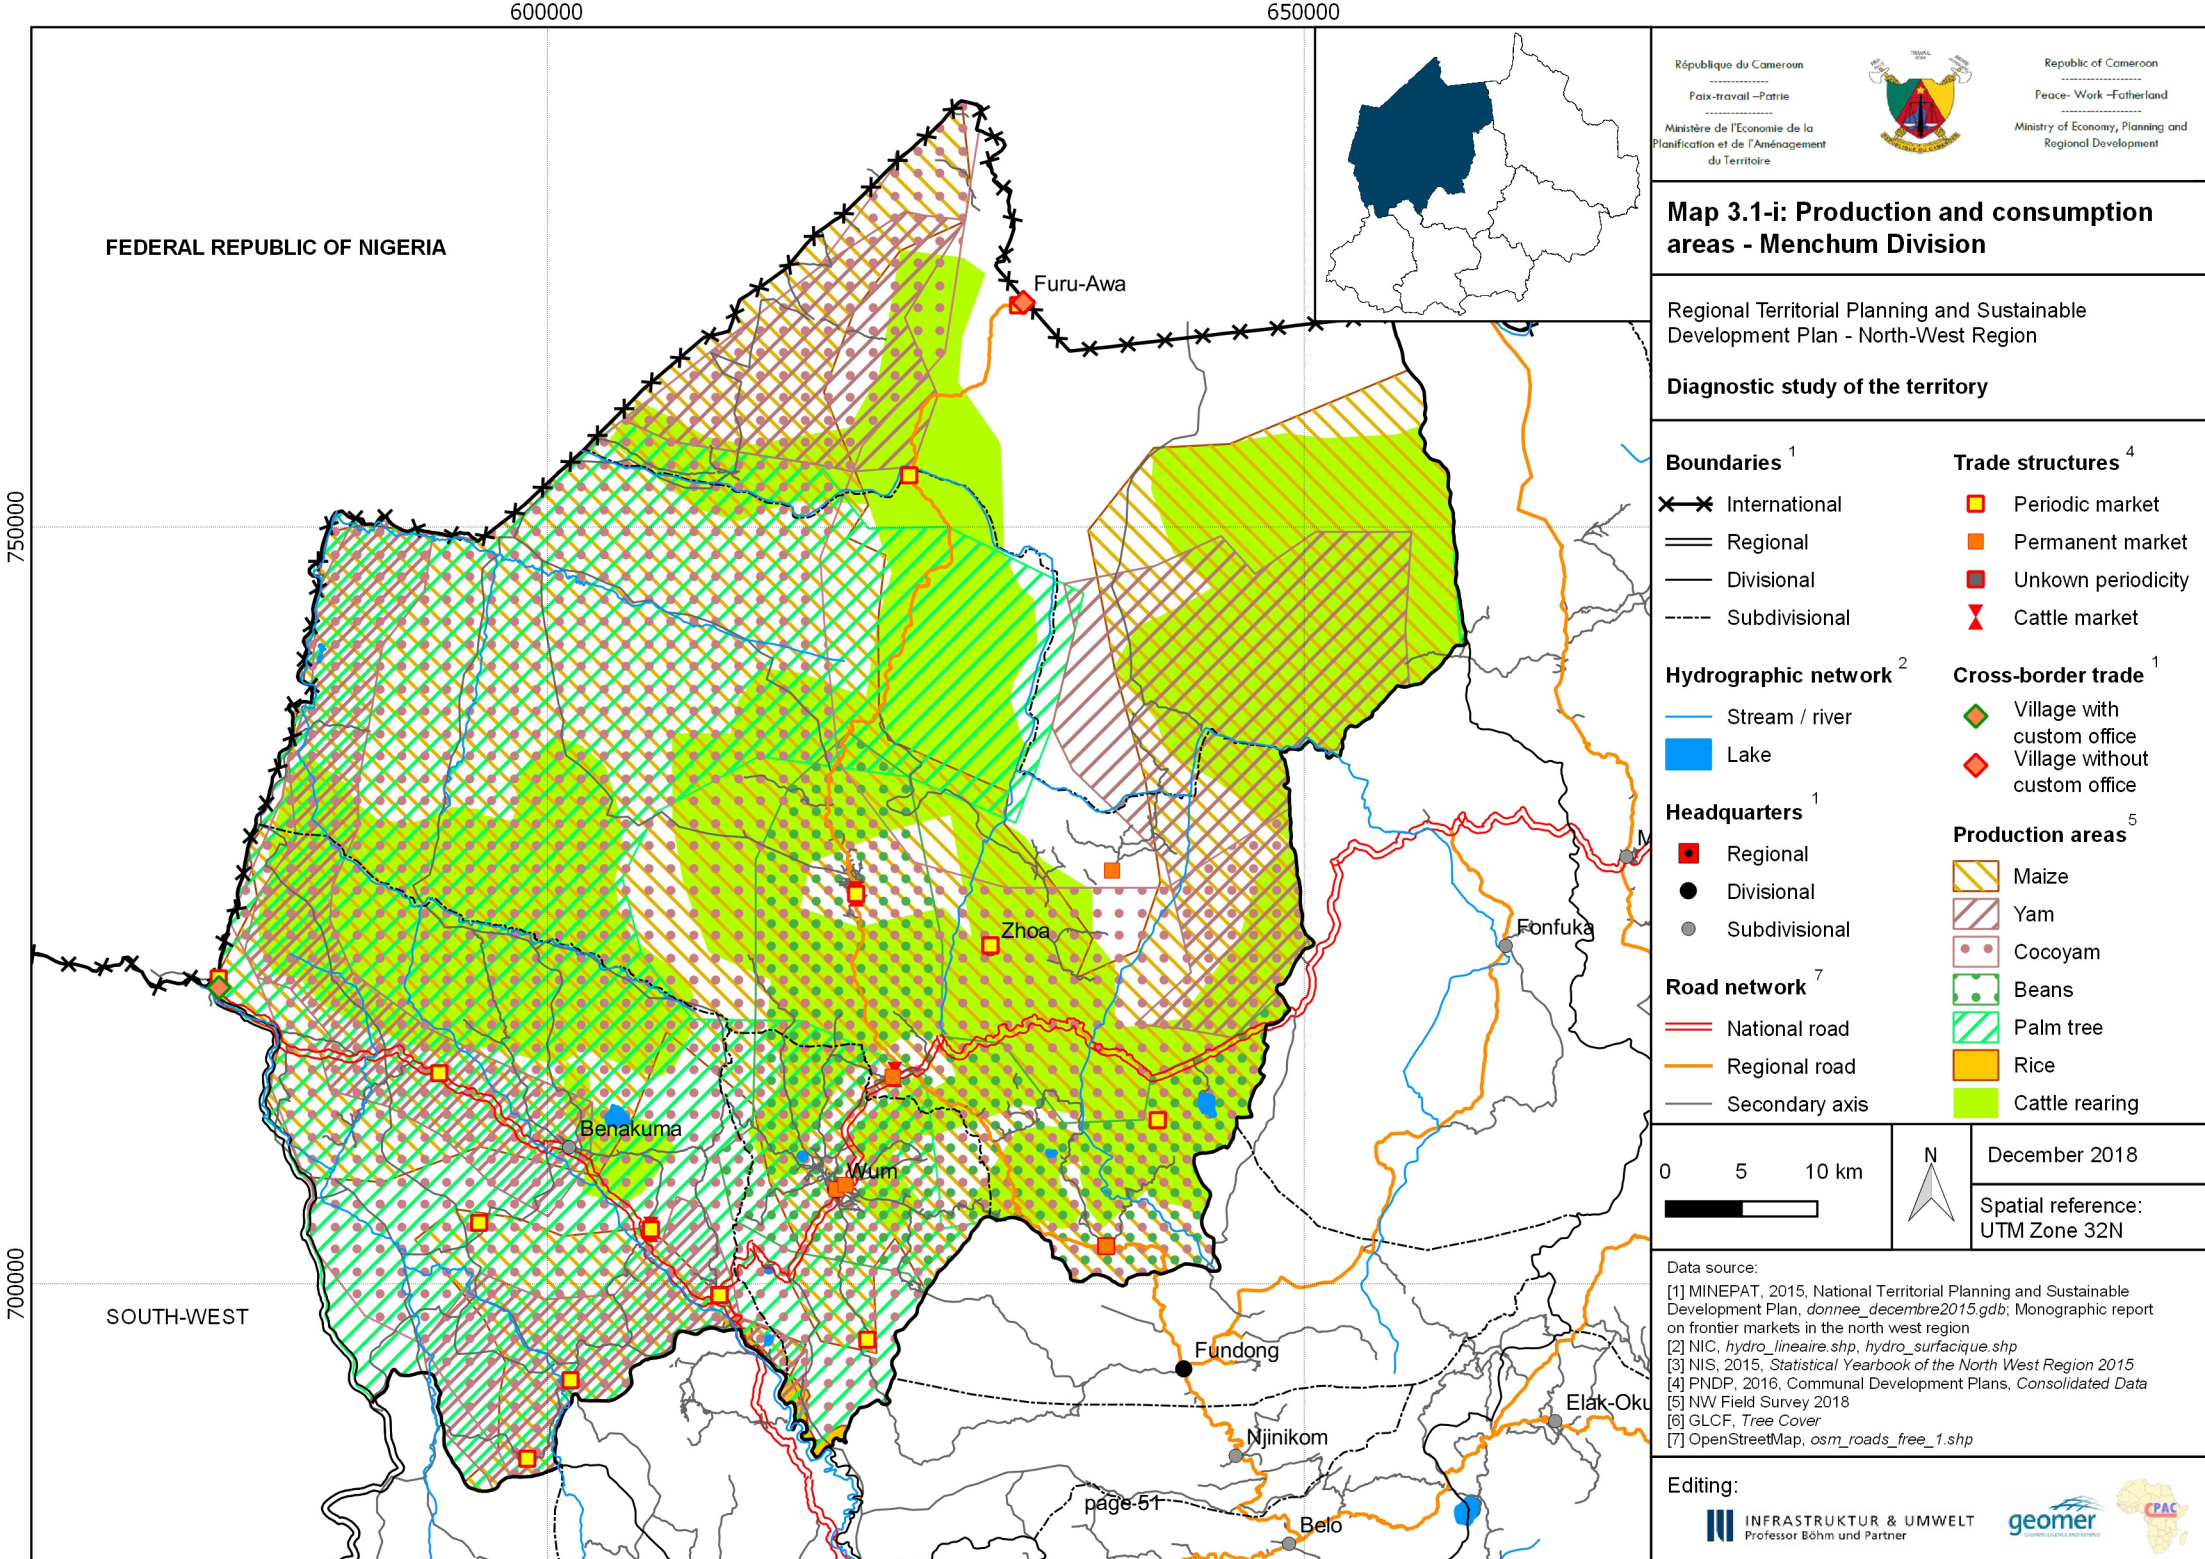 600000
650000
750000
700000
FEDERAL REPUBLIC OF NIGERIA
SOUTH-WEST
Furu-Awa
Zhoa
Fonfuka
M
Benakuma
Wum
Fundong
Elak-Oku
Njinikom
page 51
Belo
République du Cameroun
Paix-travail –Patrie
Ministère de l'Economie de la
Planification et de l'Aménagement
du Territoire
Republic of Cameroon
Peace- Work –Fatherland
Ministry of Economy, Planning and
Regional Development
Map 3.1-i: Production and consumption
areas - Menchum Division
Regional Territorial Planning and Sustainable
Development Plan - North-West Region
Diagnostic study of the territory
Boundaries 1
International
Regional
Divisional
Subdivisional
Hydrographic network 2
Stream / river
Lake
Headquarters 1
Regional
Divisional
Subdivisional
Road network 7
National road
Regional road
Secondary axis
Trade structures 4
Periodic market
Permanent market
Unkown periodicity
Cattle market
Cross-border trade 1
Village with
custom office
Village without
custom office
Production areas 5
Maize
Yam
Cocoyam
Beans
Palm tree
Rice
Cattle rearing
0 5 10 km
N
December 2018
Spatial reference:
UTM Zone 32N
Data source:
[1] MINEPAT, 2015, National Territorial Planning and Sustainable
Development Plan, donnee_decembre2015.gdb; Monographic report
on frontier markets in the north west region
[2] NIC, hydro_lineaire.shp, hydro_surfacique.shp
[3] NIS, 2015, Statistical Yearbook of the North West Region 2015
[4] PNDP, 2016, Communal Development Plans, Consolidated Data
[5] NW Field Survey 2018
[6] GLCF, Tree Cover
[7] OpenStreetMap, osm_roads_free_1.shp
Editing:
INFRASTRUKTUR & UMWELT
Professor Böhm und Partner
geomer
CPAC